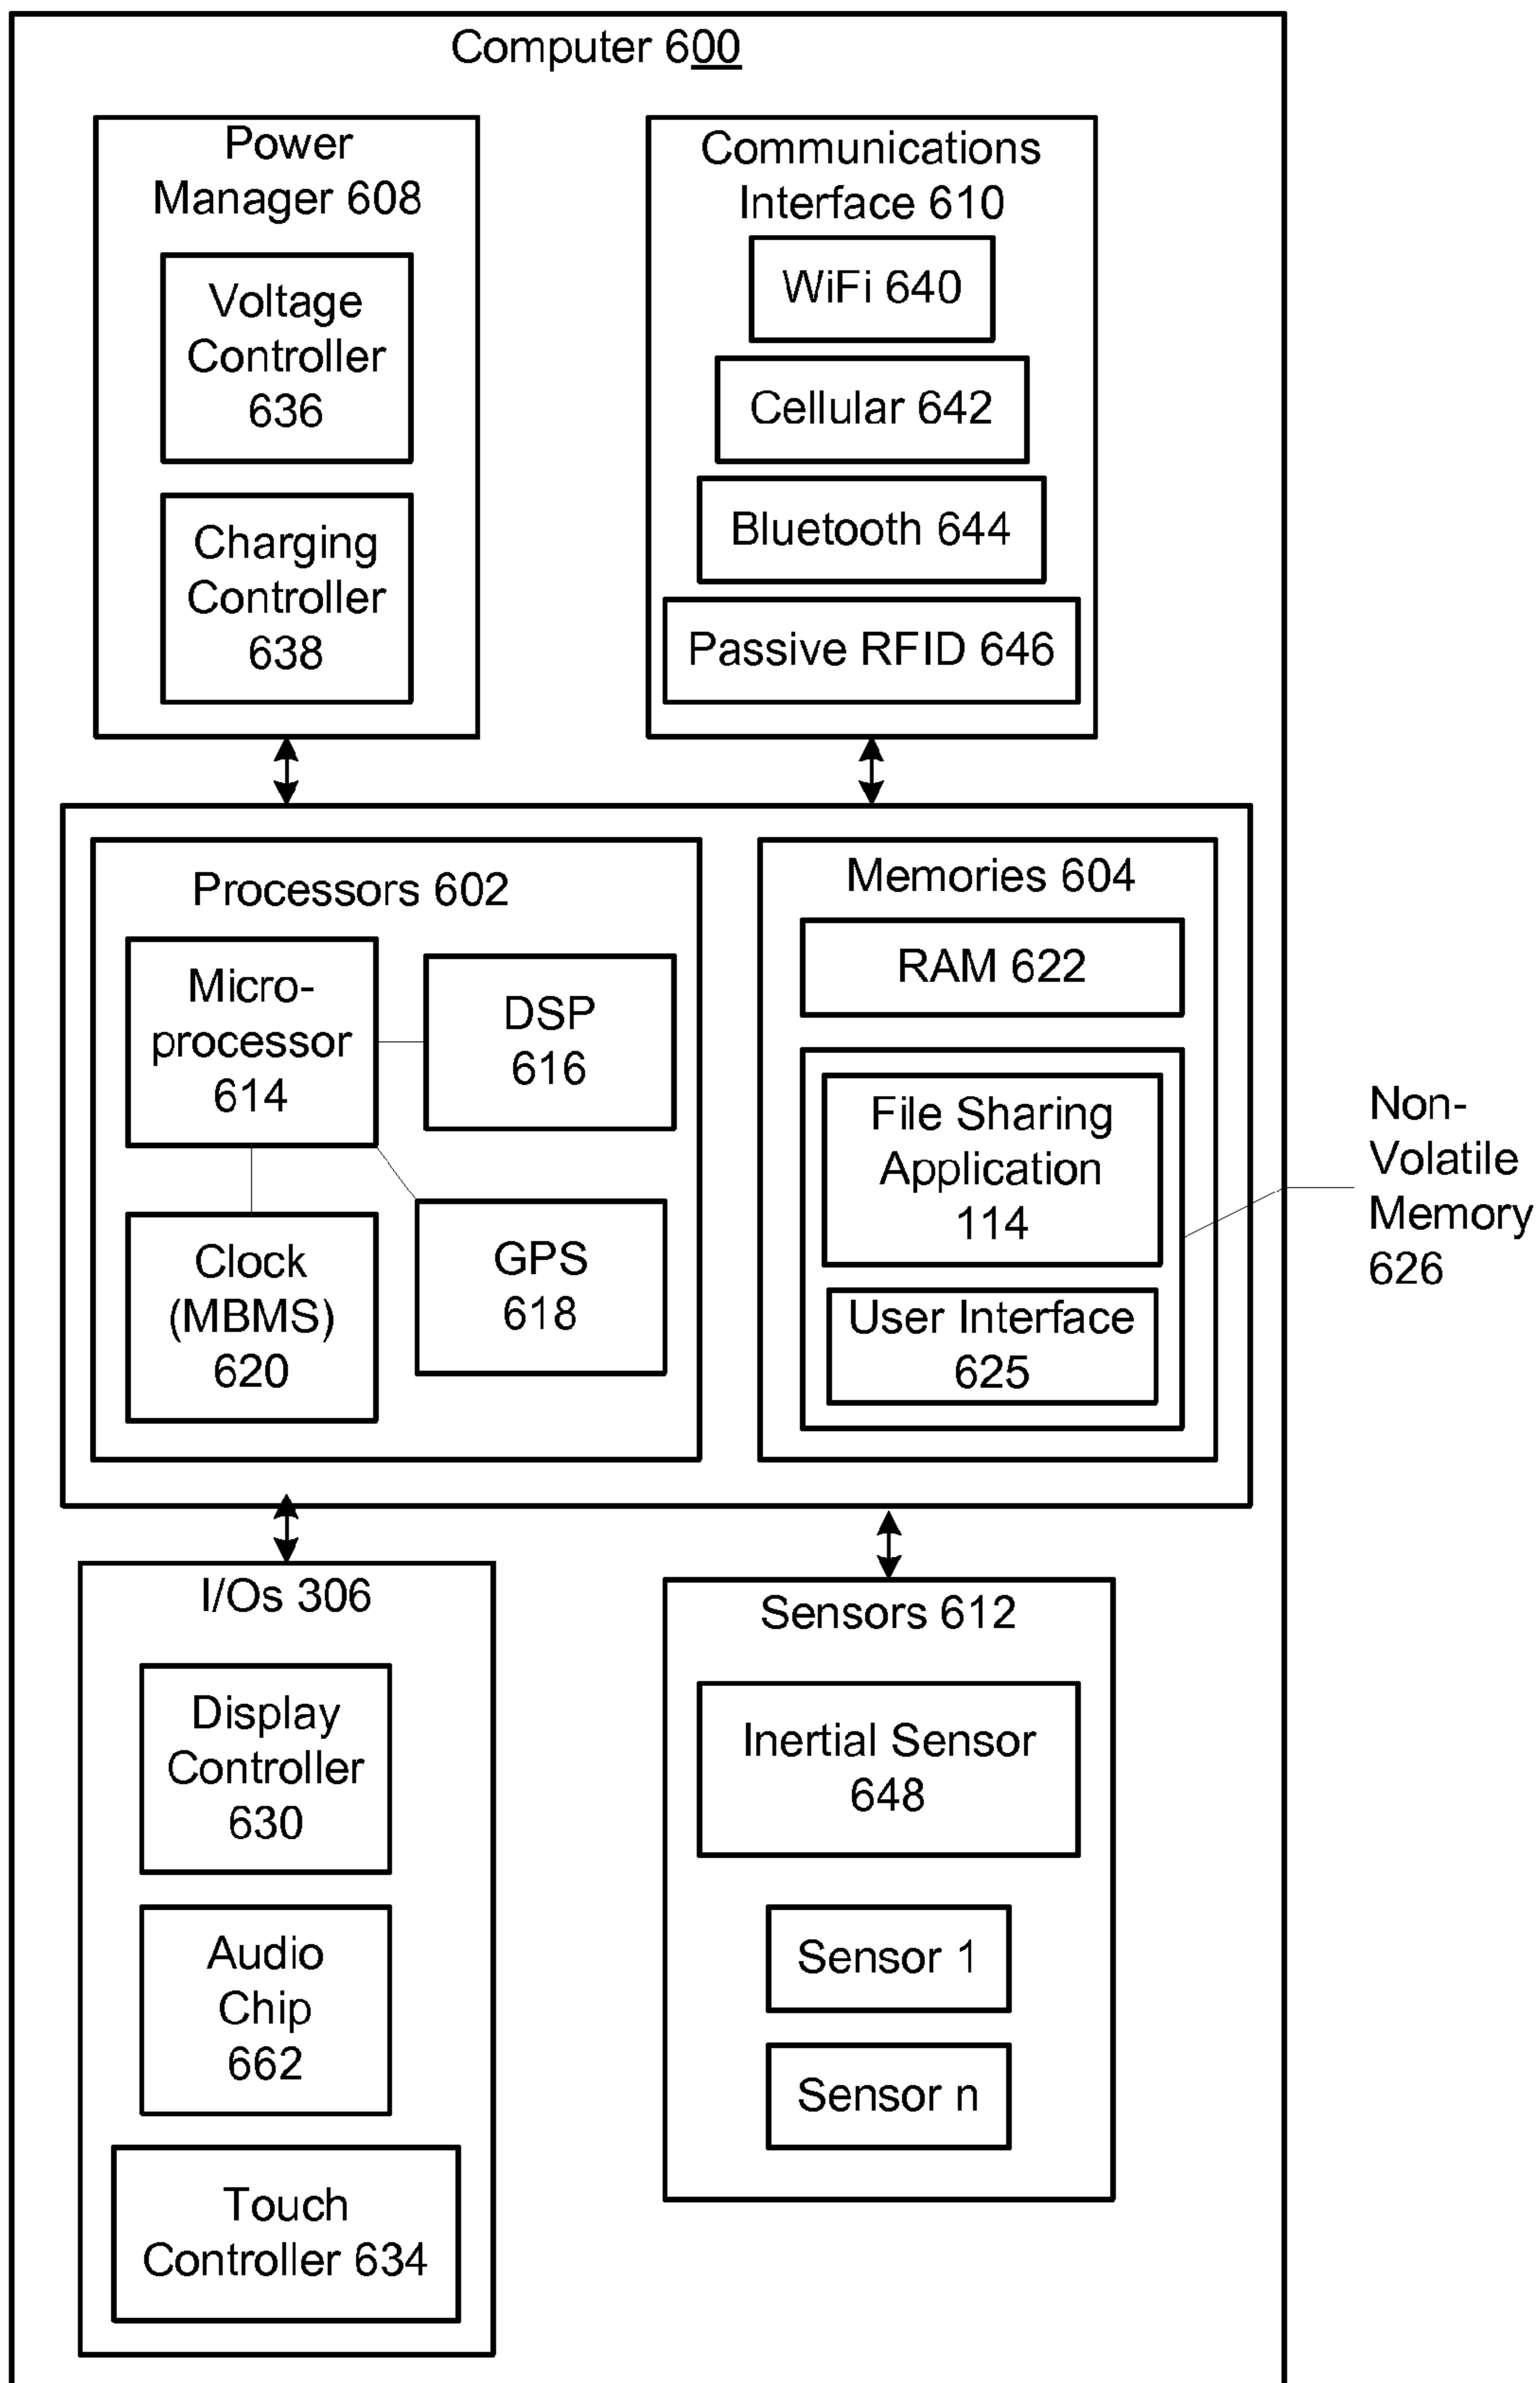 Computer 600
Power
Manager 608
Voltage
Controller
636
Charging
Controller
638
Communications
Interface 610
WiFi 640
Cellular 642
Bluetooth 644
Passive RFID 646
Processors 602
Micro-
processor
614
DSP
616
Clock
(MBMS)
620
GPS
618
Memories 604
RAM 622
File Sharing
Application
114
User Interface
625
Non-
Volatile
Memory
626
I/Os 306
Display
Controller
630
Audio
Chip
662
Touch
Controller 634
Sensors 612
Inertial Sensor
648
Sensor 1
Sensor n